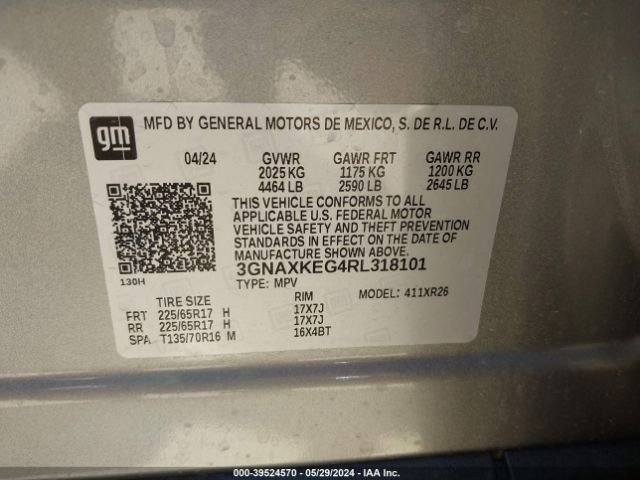 gm
MFD BY GENERAL MOTORS DE MEXICO, S. DE R.L. DE C.V.
04/24 GVWR GAWR FRT GAWR RR
2025 KG 1175 KG 1200 KG
4464 LB 2590 LB 2645 LB
THIS VEHICLE CONFORMS TO ALL
APPLICABLE U.S. FEDERAL MOTOR
VEHICLE SAFETY AND THEFT PREVENTION
STANDARDS IN EFFECT ON THE DATE OF
MANUFACTURE SHOWN ABOVE.
130H 3GNAXKEG4RL318101
TYPE: MPV MODEL: 411XR26
TIRE SIZE RIM
FRT 225/65R17 H 17X7J
RR 225/65R17 H 17X7J
SPA T135/70R16 M 16X4BT
000-39524570 - 05/29/2024 - IAA Inc.